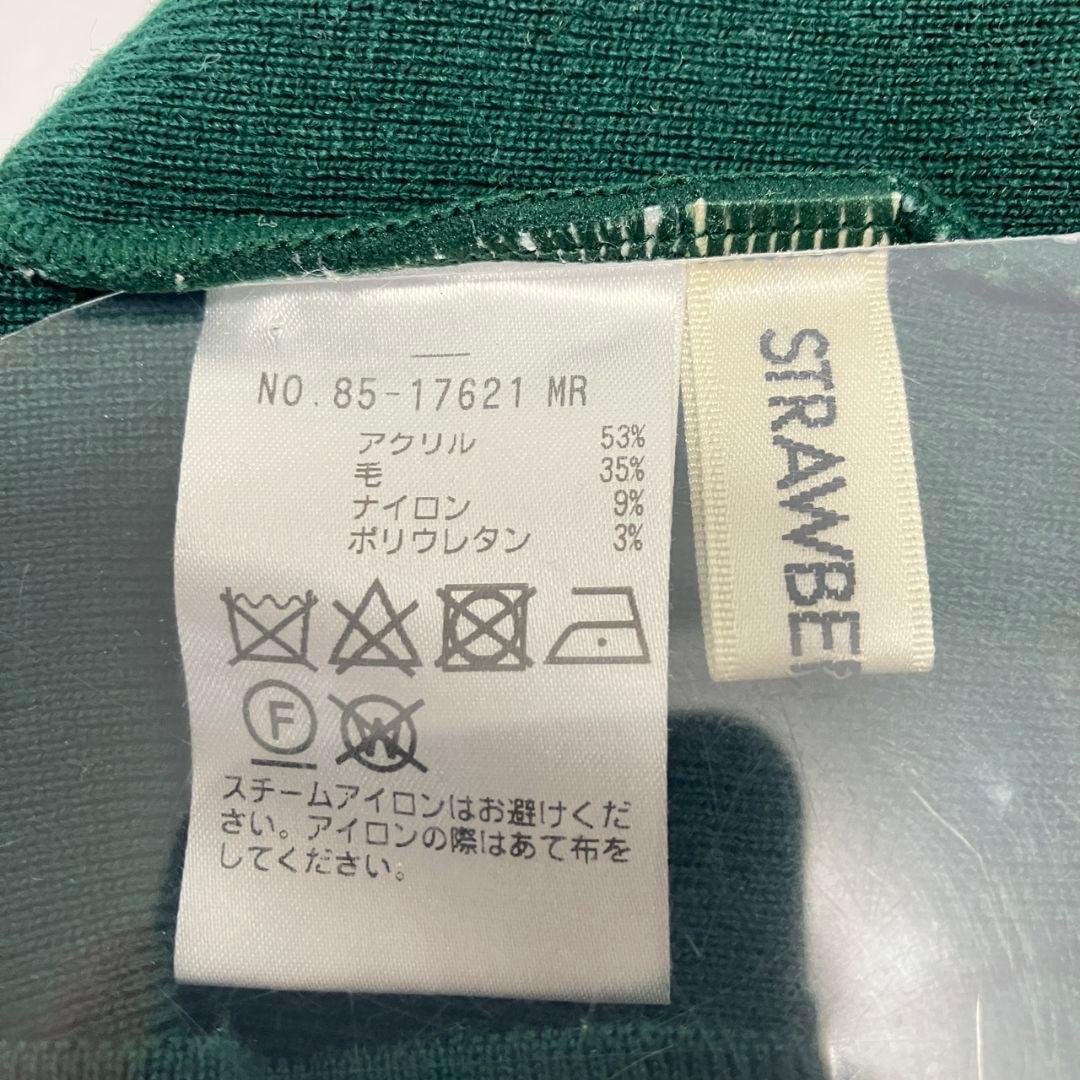 NO.85-17621 MR
アクリル 53%
毛 35%
ナイロン 9%
ポリウレタン 3%
F
W
スチームアイロンはお避けくだ
さい。アイロンの際はあて布を
してください。
STRAWBER